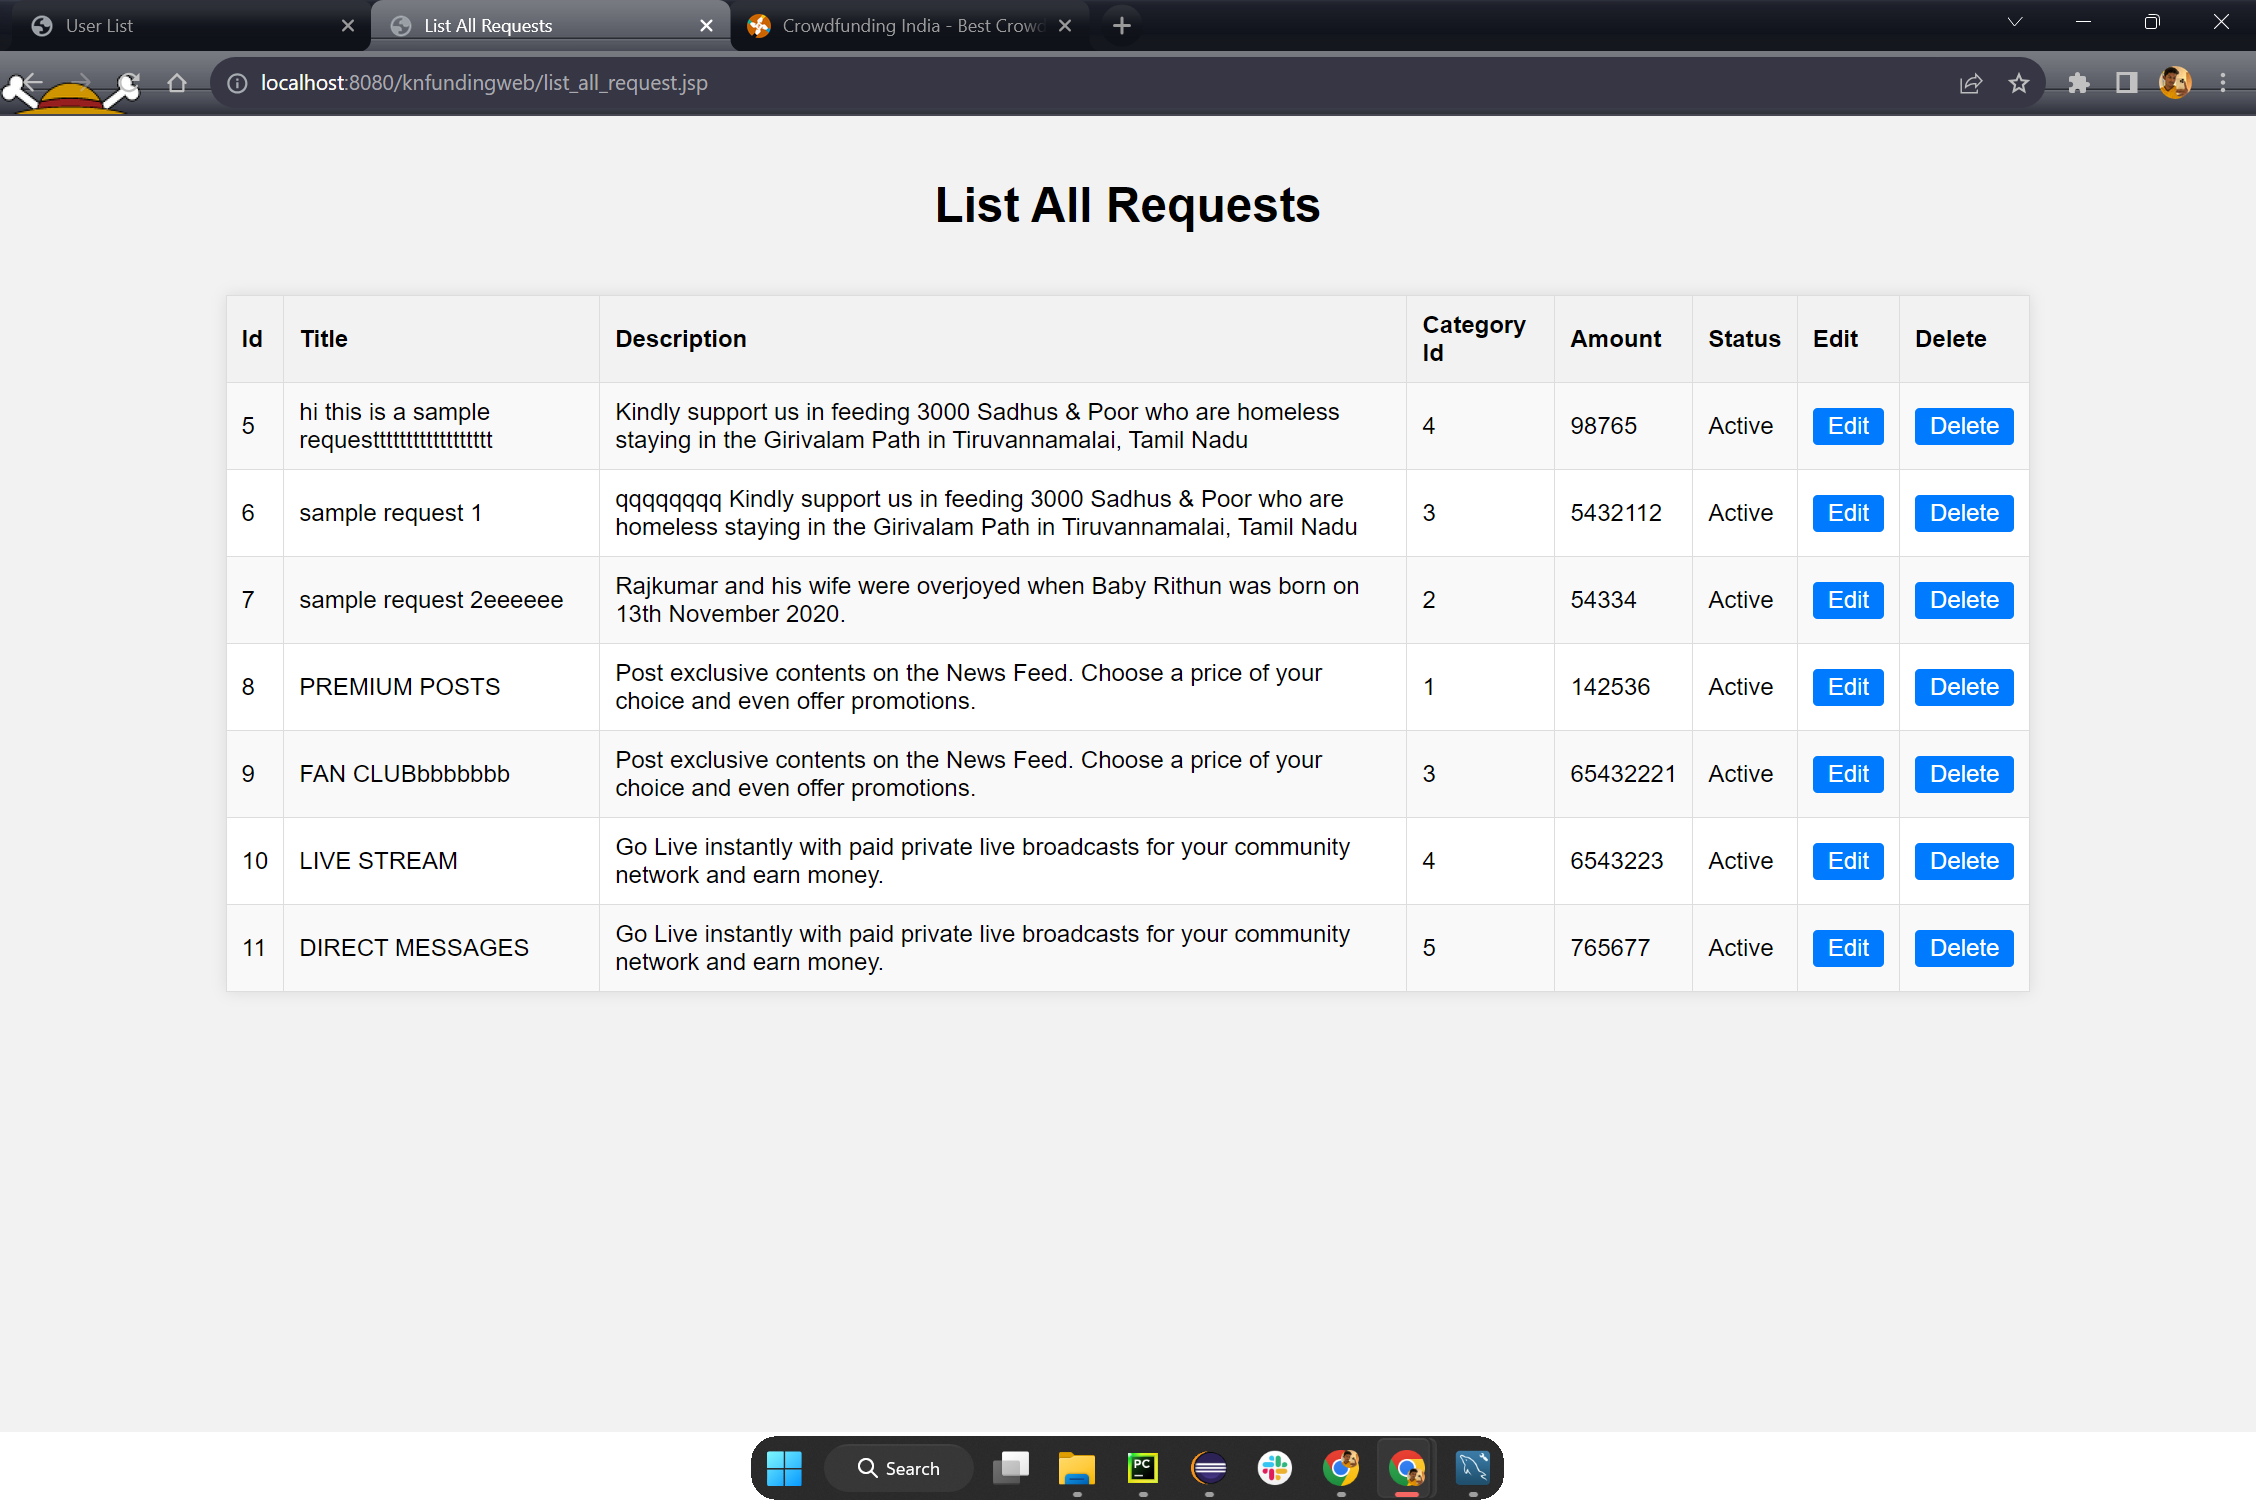 User List
List All Requests
Crowdfunding India - Best Crow
localhost:8080/knfundingweb/list_all_request.jsp
List All Requests
Id Title Description Category Id Amount Status Edit Delete
5 hi this is a sample requestttttttttttttttttt Kindly support us in feeding 3000 Sadhus & Poor who are homeless staying in the Girivalam Path in Tiruvannamalai, Tamil Nadu 4 98765 Active Edit Delete
6 sample request 1 qqqqqqqq Kindly support us in feeding 3000 Sadhus & Poor who are homeless staying in the Girivalam Path in Tiruvannamalai, Tamil Nadu 3 5432112 Active Edit Delete
7 sample request 2eeeeee Rajkumar and his wife were overjoyed when Baby Rithun was born on 13th November 2020. 2 54334 Active Edit Delete
8 PREMIUM POSTS Post exclusive contents on the News Feed. Choose a price of your choice and even offer promotions. 1 142536 Active Edit Delete
9 FAN CLUBbbbbbbb Post exclusive contents on the News Feed. Choose a price of your choice and even offer promotions. 3 65432221 Active Edit Delete
10 LIVE STREAM Go Live instantly with paid private live broadcasts for your community network and earn money. 4 6543223 Active Edit Delete
11 DIRECT MESSAGES Go Live instantly with paid private live broadcasts for your community network and earn money. 5 765677 Active Edit Delete
Search
PC